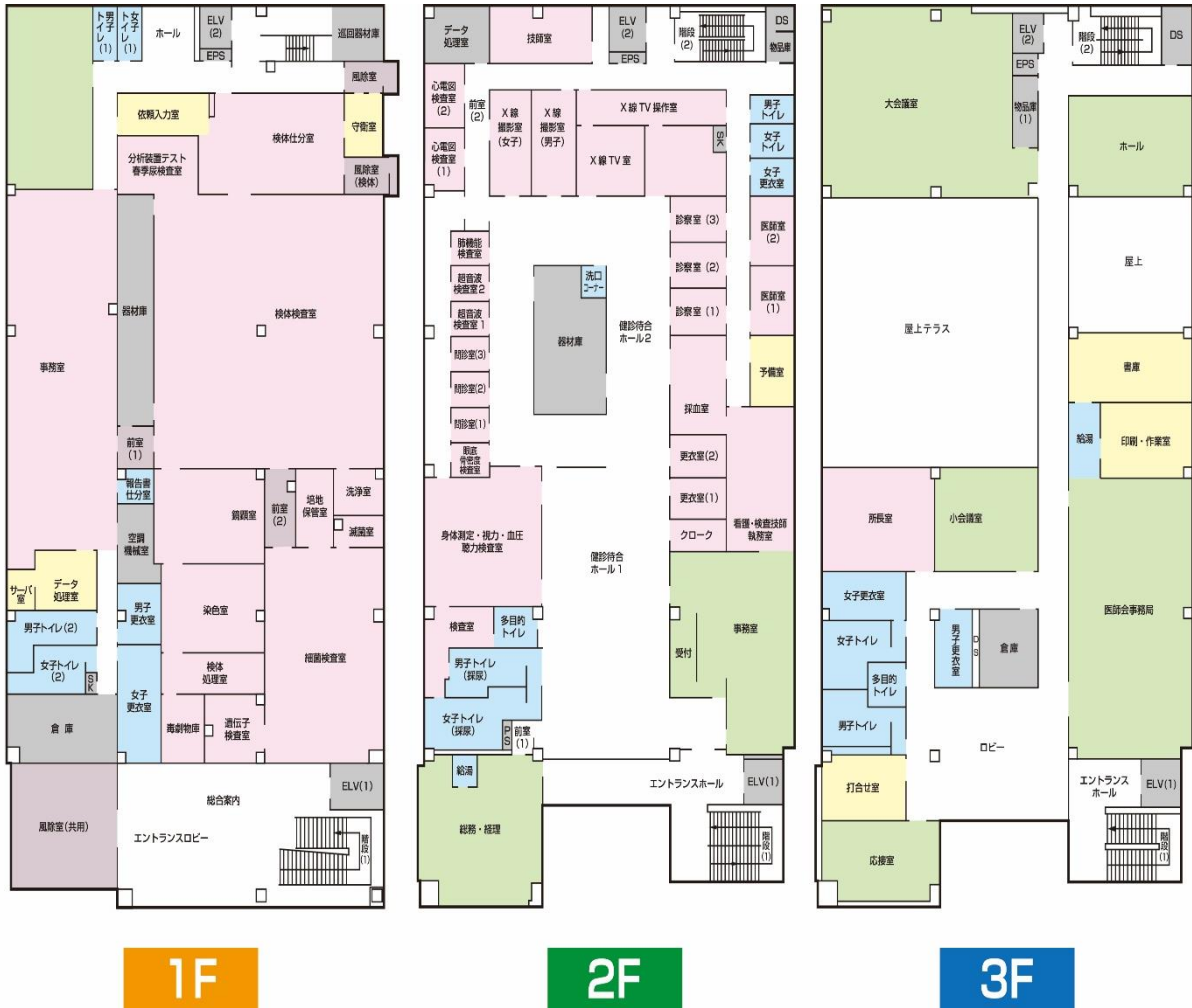 男子
トイレ
(1)
女子
トイレ
(1)
ホール
ELV
(2)
EPS
巡回器材庫
風除室
依頼入力室
検体仕分室
守衛室
分析装置テスト
春季尿検査室
風除室
(検体)
器材庫
検体検査室
事務室
前室
(1)
報告書
仕分室
鏡顕室
前室
(2)
培地
保管室
洗浄室
滅菌室
空調
機械室
サーバ
室
データ
処理室
男子
更衣室
染色室
男子トイレ(2)
女子トイレ
(2)
SK
細菌検査室
検体
処理室
女子
更衣室
倉 庫
毒劇物庫
遺伝子
検査室
総合案内
ELV(1)
風除室(共用)
エントランスロビー
階段
(1)
1F
データ
処理室
技師室
ELV
(2)
EPS
階段
(2)
DS
物品庫
心電図
検査室
(2)
前室
(2)
X線
撮影室
(女子)
X線
撮影室
(男子)
X線TV操作室
男子
トイレ
心電図
検査室
(1)
X線TV室
SK
女子
トイレ
女子
更衣室
診察室(3)
医師室
(2)
肺機能
検査室
超音波
検査室2
洗口
コーナー
診察室(2)
超音波
検査室1
器材庫
健診待合
ホール2
診察室(1)
医師室
(1)
問診室(3)
問診室(2)
予備室
問診室(1)
採血室
眼底
骨密度
検査室
更衣室(2)
更衣室(1)
身体測定・視力・血圧
聴力検査室
クローク
看護・検査技師
執務室
健診待合
ホール1
検査室
多目的
トイレ
事務室
受付
男子トイレ
(採尿)
女子トイレ
(採尿)
PS
前室
(1)
給湯
エントランスホール
ELV(1)
総務・経理
階段
(1)
2F
ELV
(2)
階段
(2)
DS
EPS
大会議室
物品庫
(1)
ホール
屋上
屋上テラス
書庫
給湯
印刷・作業室
所長室
小会議室
医師会事務局
女子更衣室
女子トイレ
男子更衣室
DS
倉庫
多目的
トイレ
男子トイレ
ロビー
打合せ室
エントランス
ホール
ELV(1)
応接室
階段
(1)
3F